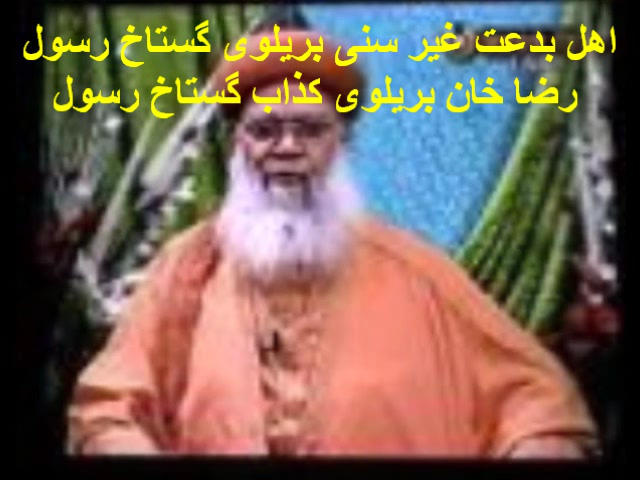 اهل بدعت غیر سنی بریلوی گستاخ رسول
رضا خان بریلوی کذاب گستاخ رسول